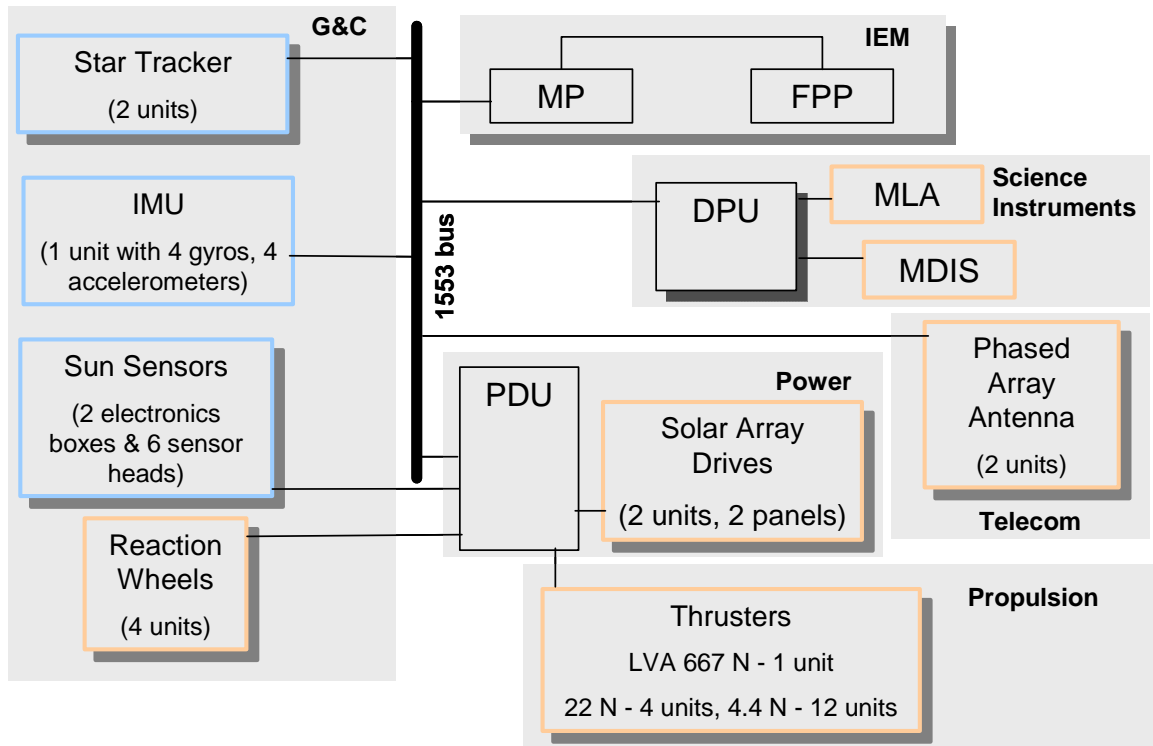 G&C
Star Tracker
(2 units)
IMU
(1 unit with 4 gyros, 4
accelerometers)
Sun Sensors
(2 electronics
boxes & 6 sensor
heads)
Reaction
Wheels
(4 units)
1553 bus
IEM
MP
FPP
DPU
MLA
MDIS
Science
Instruments
Phased
Array
Antenna
(2 units)
Telecom
Power
PDU
Solar Array
Drives
(2 units, 2 panels)
Propulsion
Thrusters
LVA 667 N - 1 unit
22 N - 4 units, 4.4 N - 12 units